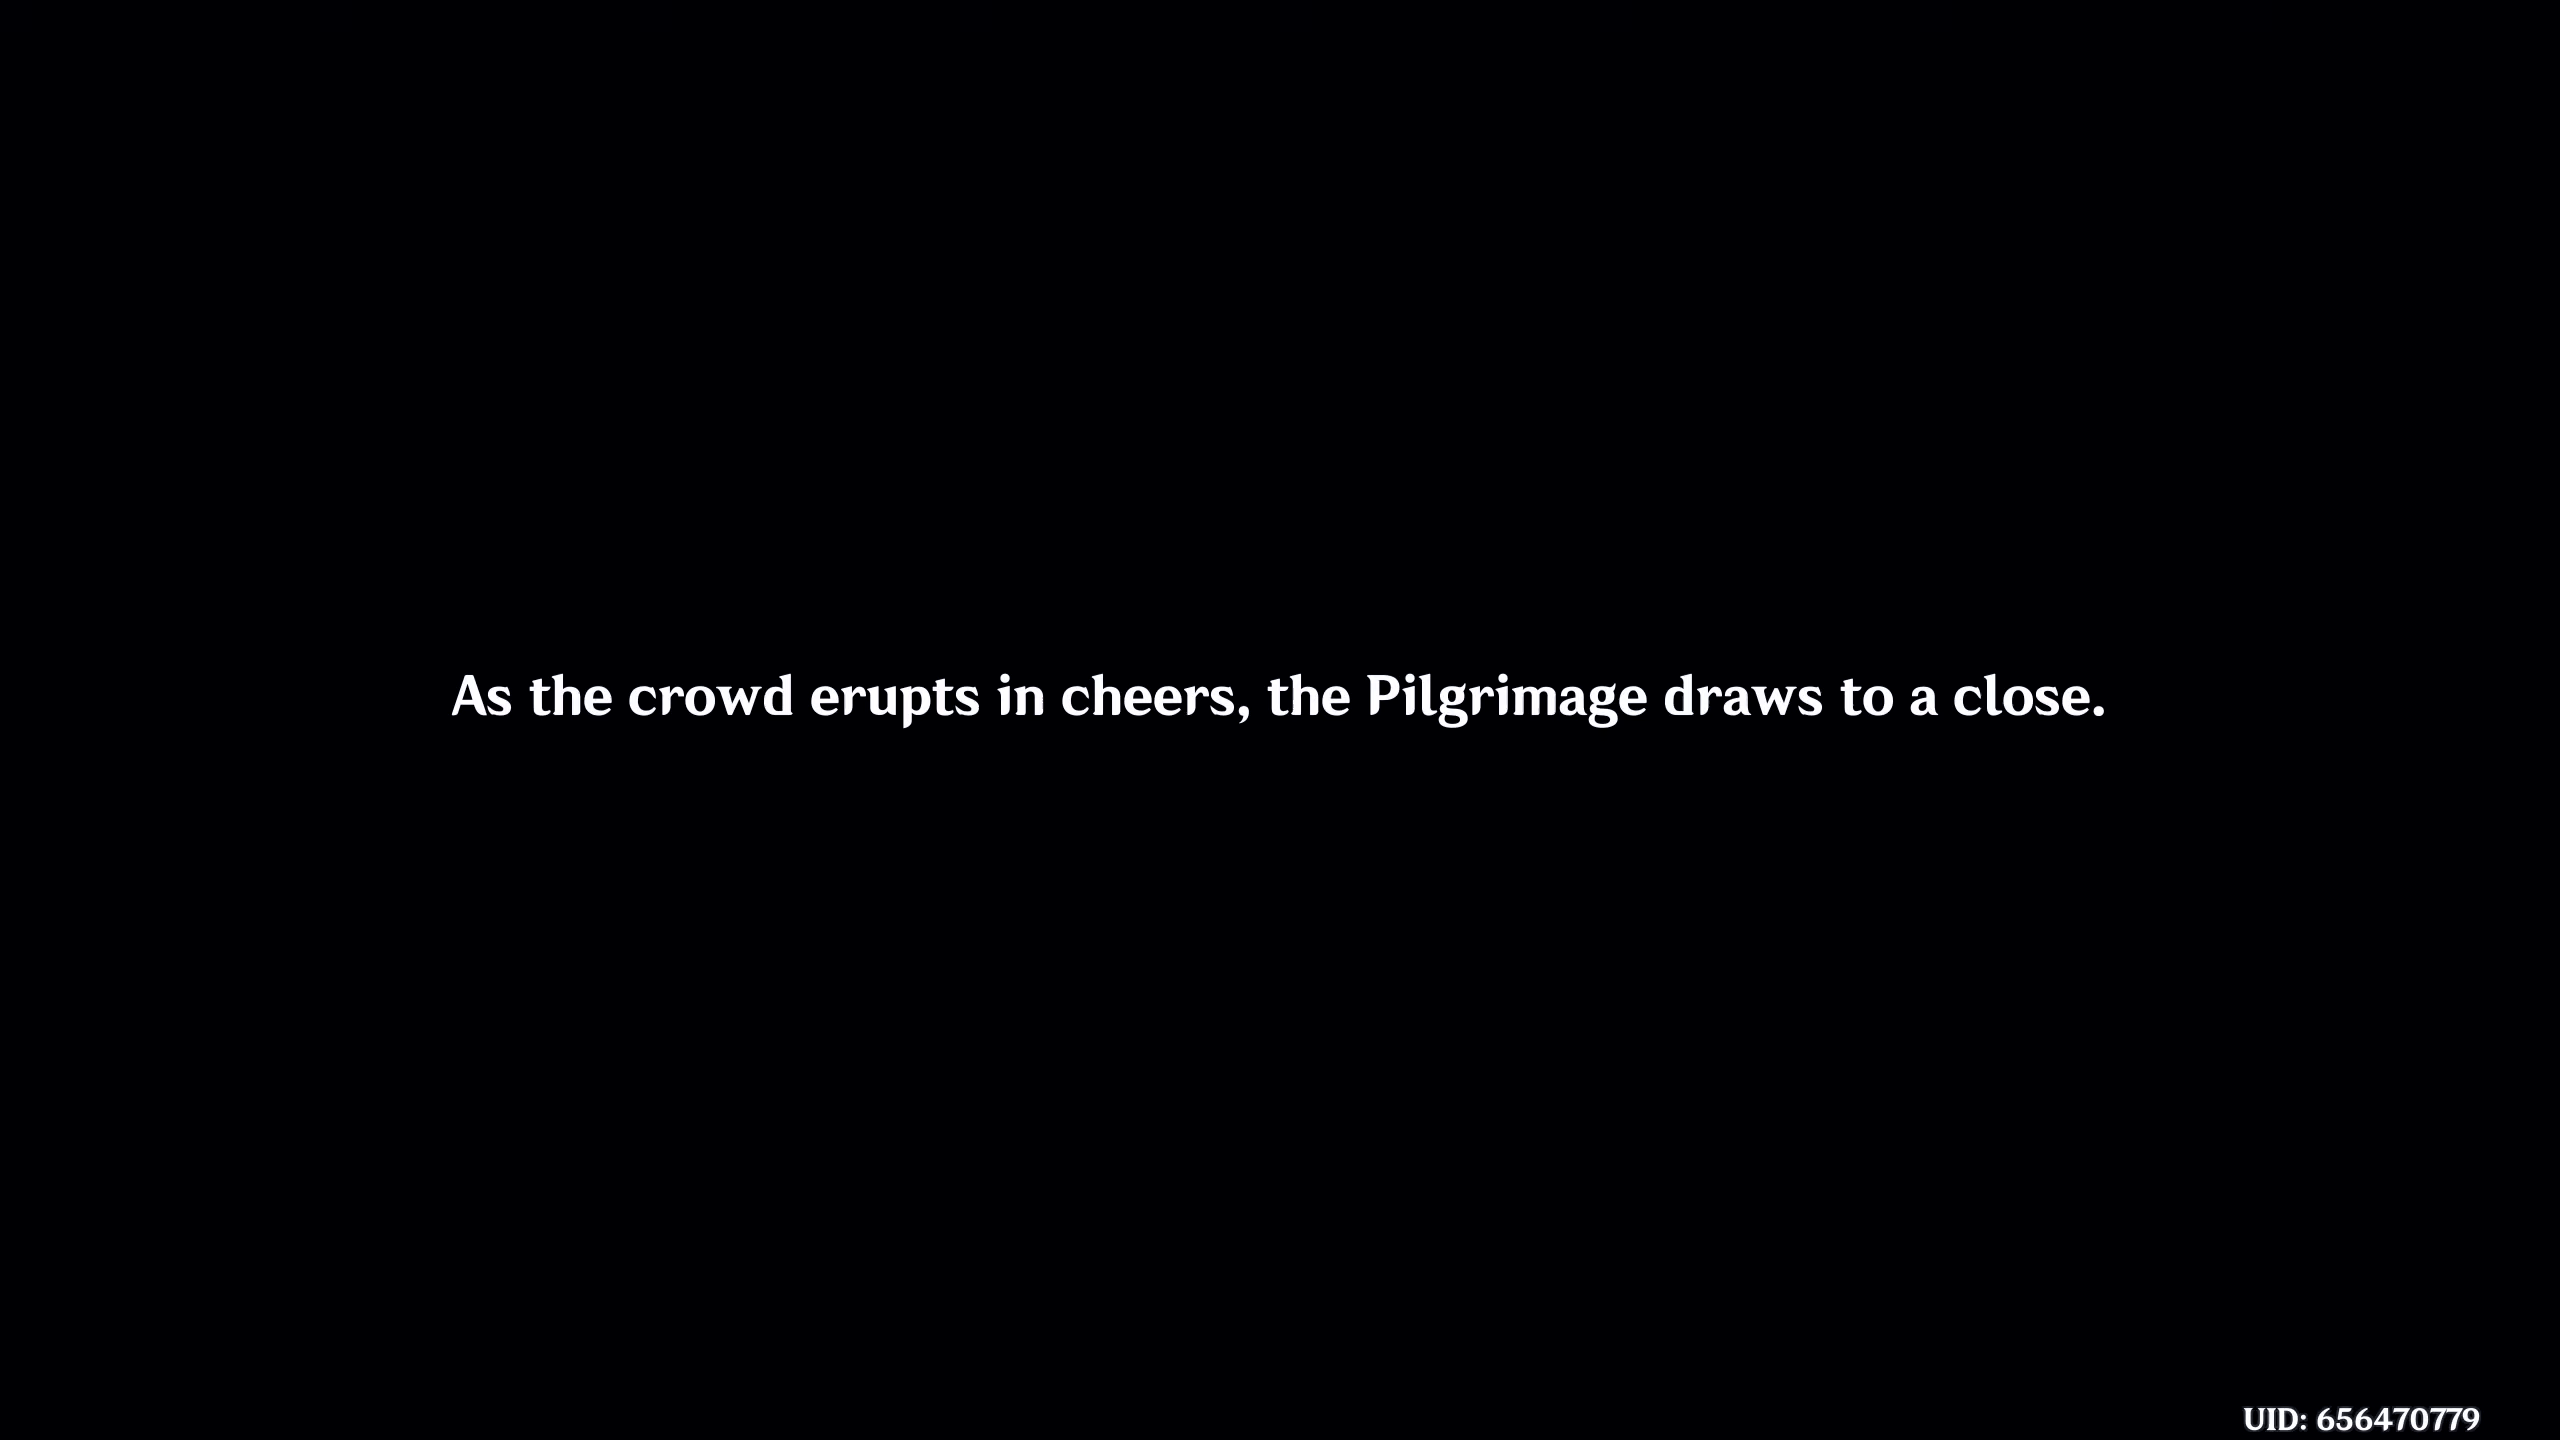 As the crowd erupts in cheers, the Pilgrimage draws to a close.
UID: 656470779